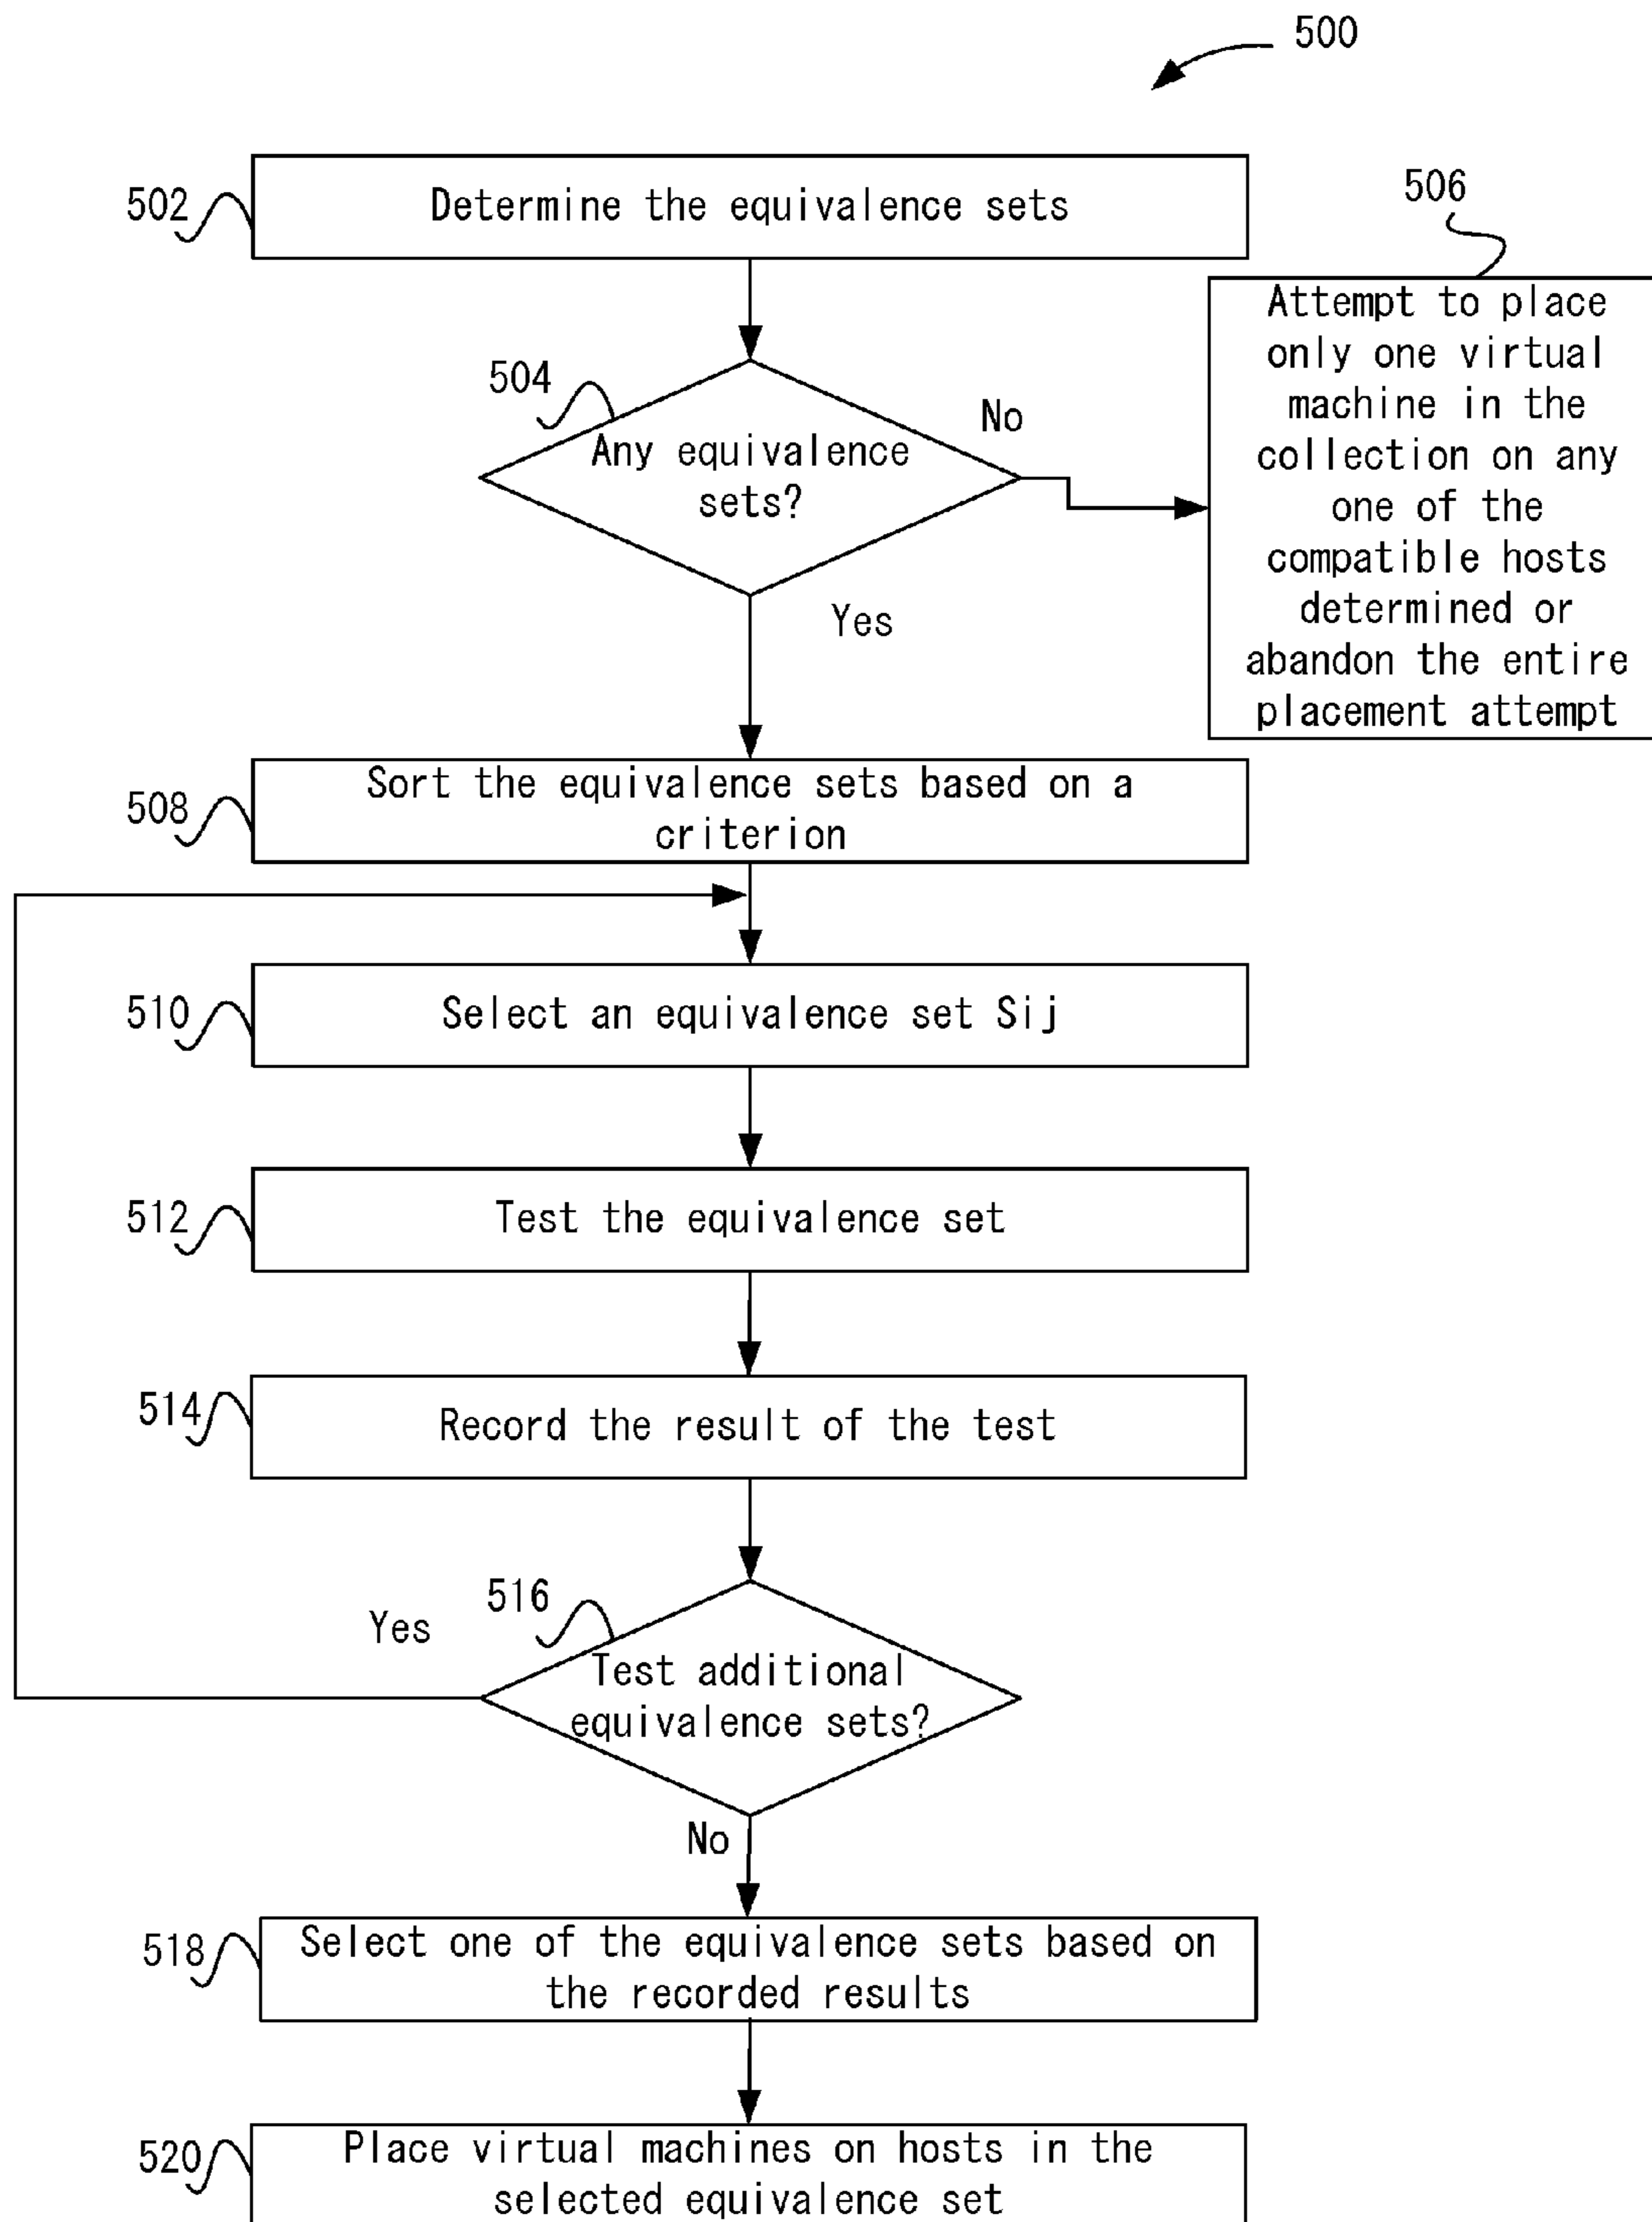 500
502
Determine the equivalence sets
506
Attempt to place
only one virtual
machine in the
collection on any
one of the
compatible hosts
determined or
abandon the entire
placement attempt
504
Any equivalence
sets?
No
Yes
508
Sort the equivalence sets based on a
criterion
510
Select an equivalence set Sij
512
Test the equivalence set
514
Record the result of the test
516
Test additional
equivalence sets?
Yes
No
518
Select one of the equivalence sets based on
the recorded results
520
Place virtual machines on hosts in the
selected equivalence set